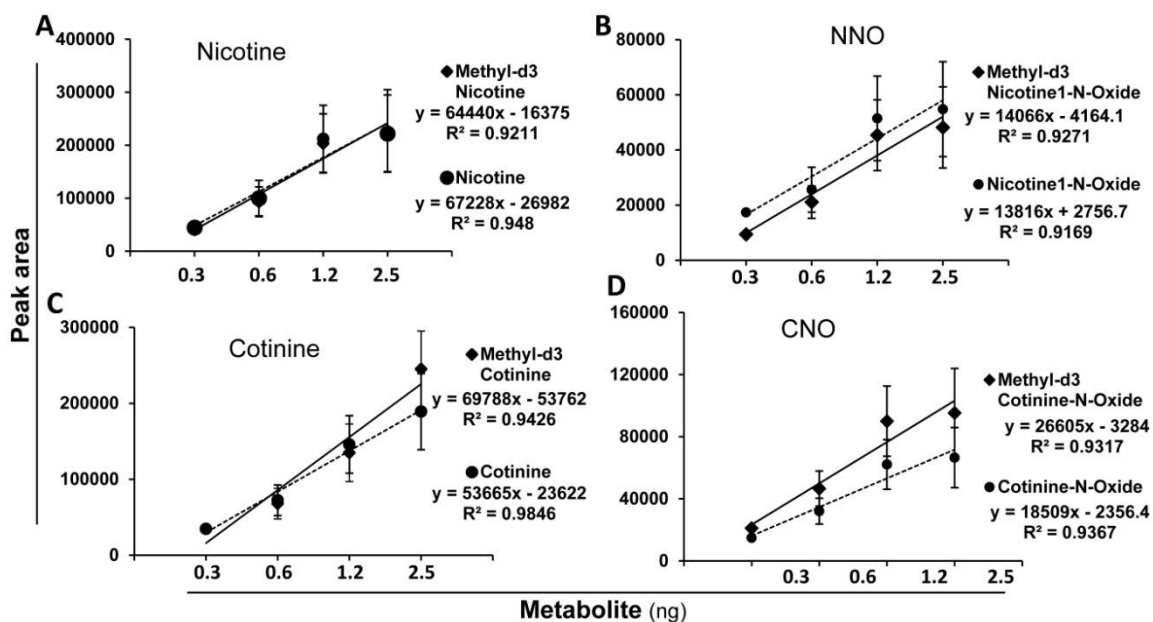 A
Nicotine
400000
300000
200000
100000
0
0.3 0.6 1.2 2.5
Methyl-d3
Nicotine
y = 64440x - 16375
R² = 0.9211
Nicotine
y = 67228x - 26982
R² = 0.948
B
NNO
80000
60000
40000
20000
0
0.3 0.6 1.2 2.5
Methyl-d3
Nicotine1-N-Oxide
y = 14066x - 4164.1
R² = 0.9271
Nicotine1-N-Oxide
y = 13816x + 2756.7
R² = 0.9169
Peak area
C
Cotinine
300000
200000
100000
0
0.3 0.6 1.2 2.5
Methyl-d3
Cotinine
y = 69788x - 53762
R² = 0.9426
Cotinine
y = 53665x - 23622
R² = 0.9846
D
CNO
160000
120000
80000
40000
0
0.3 0.6 1.2 2.5
Methyl-d3
Cotinine-N-Oxide
y = 26605x - 3284
R² = 0.9317
Cotinine-N-Oxide
y = 18509x - 2356.4
R² = 0.9367
Metabolite (ng)